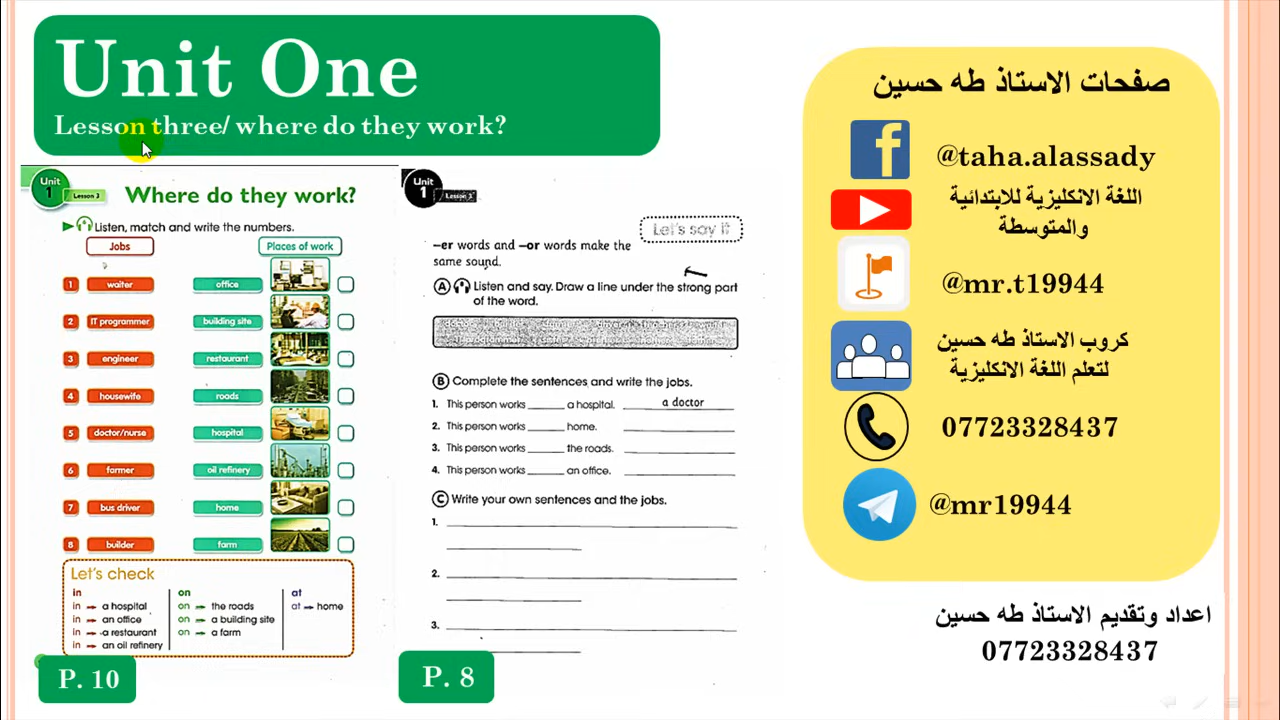 Unit One
Lesson three/ where do they work?
Unit 1
Lesson 3
Where do they work?
Listen, match and write the numbers.
Jobs
Places of work
1 waiter office
2 IT programmer building site
3 engineer restaurant
4 housewife roads
5 doctor/nurse hospital
6 farmer oil refinery
7 bus driver home
8 builder farm
Let's check
in on at
in → a hospital on → the roads at → home
in → an office on → a building site
in → a restaurant on → a farm
in → an oil refinery
P. 10
Unit 1
Lesson 3
Let's say it
–er words and –or words make the
same sound.
A Listen and say. Draw a line under the strong part
of the word.
B Complete the sentences and write the jobs.
1. This person works _____ a hospital. a doctor
2. This person works _____ home.
3. This person works _____ the roads.
4. This person works _____ an office.
C Write your own sentences and the jobs.
1.
2.
3.
P. 8
صفحات الاستاذ طه حسين
@taha.alassady
اللغة الانكليزية للابتدائية
والمتوسطة
@mr.t19944
كروب الاستاذ طه حسين
لتعلم اللغة الانكليزية
07723328437
@mr19944
اعداد وتقديم الاستاذ طه حسين
07723328437